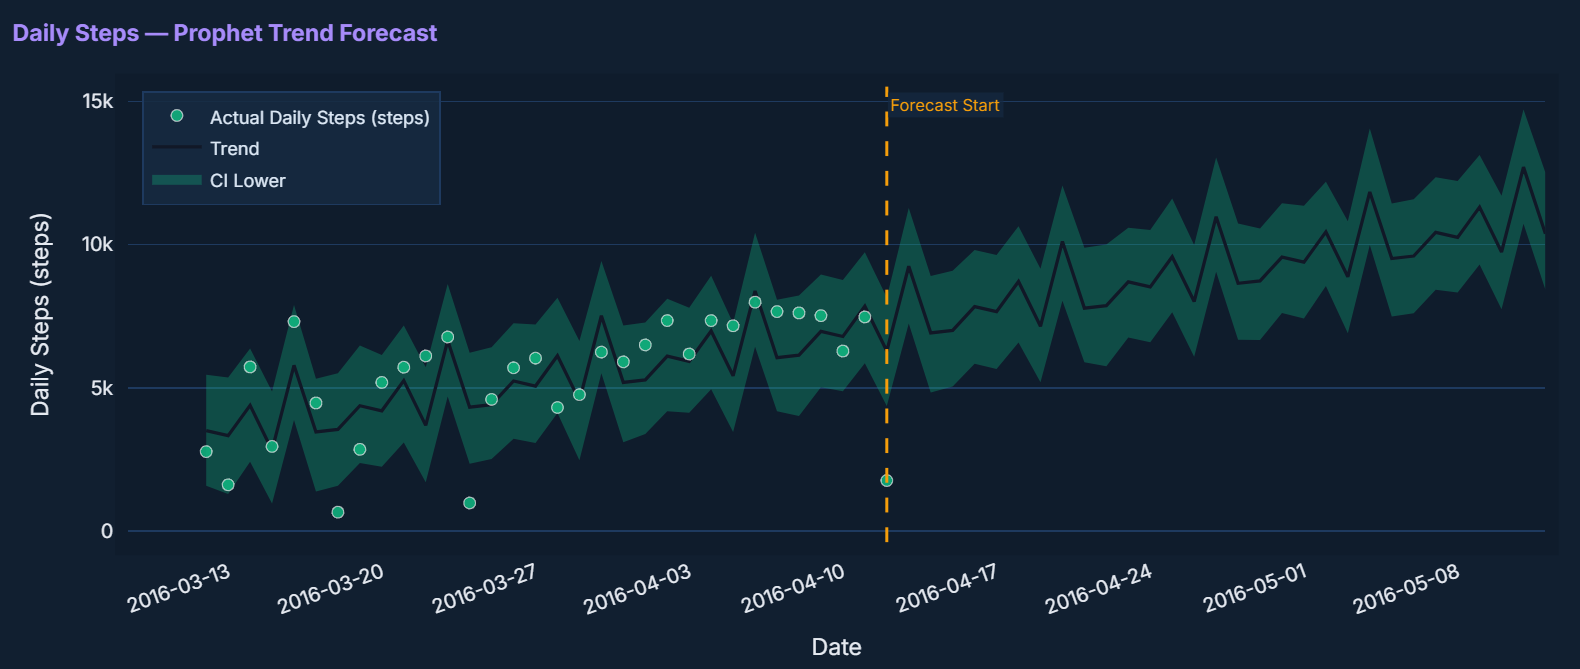 Daily Steps — Prophet Trend Forecast
15k
10k
5k
0
Daily Steps (steps)
Actual Daily Steps (steps)
Trend
CI Lower
Forecast Start
2016-03-13
2016-03-20
2016-03-27
2016-04-03
2016-04-10
2016-04-17
2016-04-24
2016-05-01
2016-05-08
Date